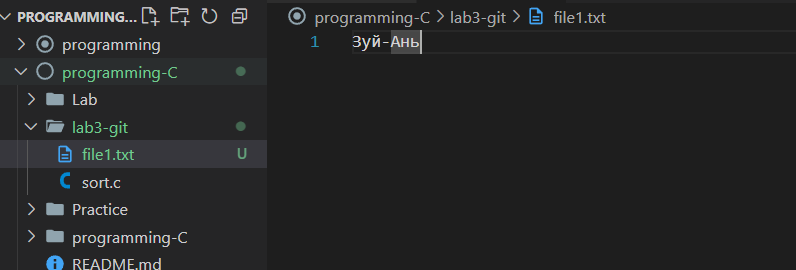 PROGRAMMING...
programming
programming-C
Lab
lab3-git
file1.txt U
sort.c
Practice
programming-C
README.md
programming-C > lab3-git > file1.txt
1 Зуй-Ань